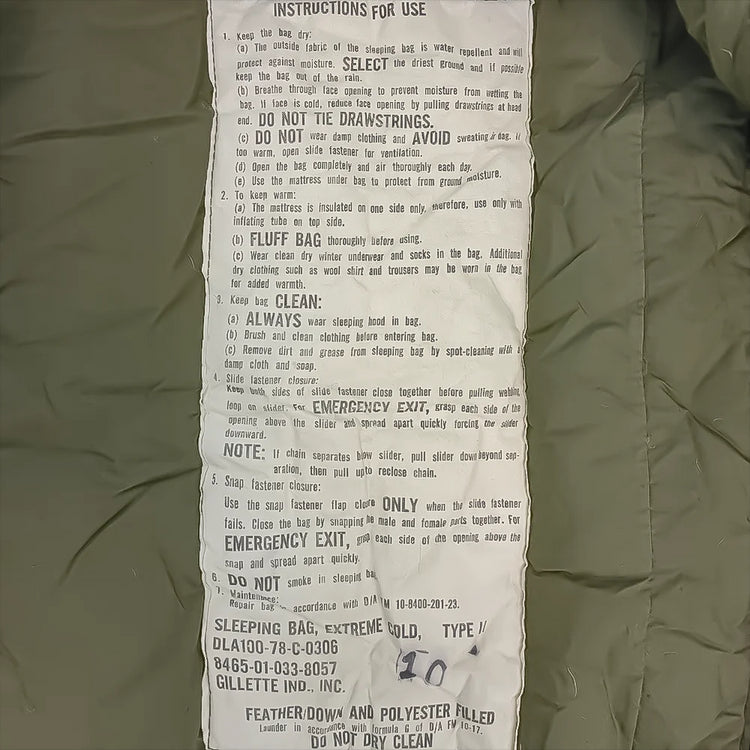 INSTRUCTIONS FOR USE
1. Keep the bag dry:
(a) The outside fabric of the sleeping bag is water repellent and will
protect against moisture. SELECT the driest ground and if possible
keep the bag out of the rain.
(b) Breathe through face opening to prevent moisture from wetting the
bag. If face is cold, reduce face opening by pulling drawstrings at head
end. DO NOT TIE DRAWSTRINGS.
(c) DO NOT wear damp clothing and AVOID sweating bag. If
too warm, open slide fastener for ventilation.
(d) Open the bag completely and air thoroughly each day.
(e) Use the mattress under bag to protect from ground moisture.
2. To keep warm:
(a) The mattress is insulated on one side only, therefore, use only with
inflating tube on top side.
(b) FLUFF BAG thoroughly before using.
(c) Wear clean dry winter underwear and socks in the bag. Additional
dry clothing such as wool shirt and trousers may be worn in the bag
for added warmth.
3. Keep bag CLEAN:
(a) ALWAYS wear sleeping hood in bag.
(b) Brush and clean clothing before entering bag.
(c) Remove dirt and grease from sleeping bag by spot-cleaning with a
damp cloth and soap.
4. Slide fastener closure:
Keep both sides of slide fastener close together before pulling webbing
loop on slider. For EMERGENCY EXIT, grasp each side of the
opening above the slider and spread apart quickly forcing the slider
downward.
NOTE: If chain separates blow slider, pull slider down beyond sep-
aration, then pull up to reclose chain.
5. Snap fastener closure:
Use the snap fastener flap ONLY when the slide fastener
fails. Close the bag by snapping male and female parts together. For
EMERGENCY EXIT, each side of the opening above the
snap and spread apart quickly.
6. DO NOT smoke in sleeping
7. Maintenance:
Repair bag accordance with D/A 10-8400-201-23.
SLEEPING BAG, EXTREME COLD, TYPE II
DLA100-78-C-0306
8465-01-033-8057
GILLETTE IND., INC.
10
FEATHER/DOWN AND POLYESTER FILLED
Launder in accordance with formula G of D/A FM 10-17.
DO NOT DRY CLEAN